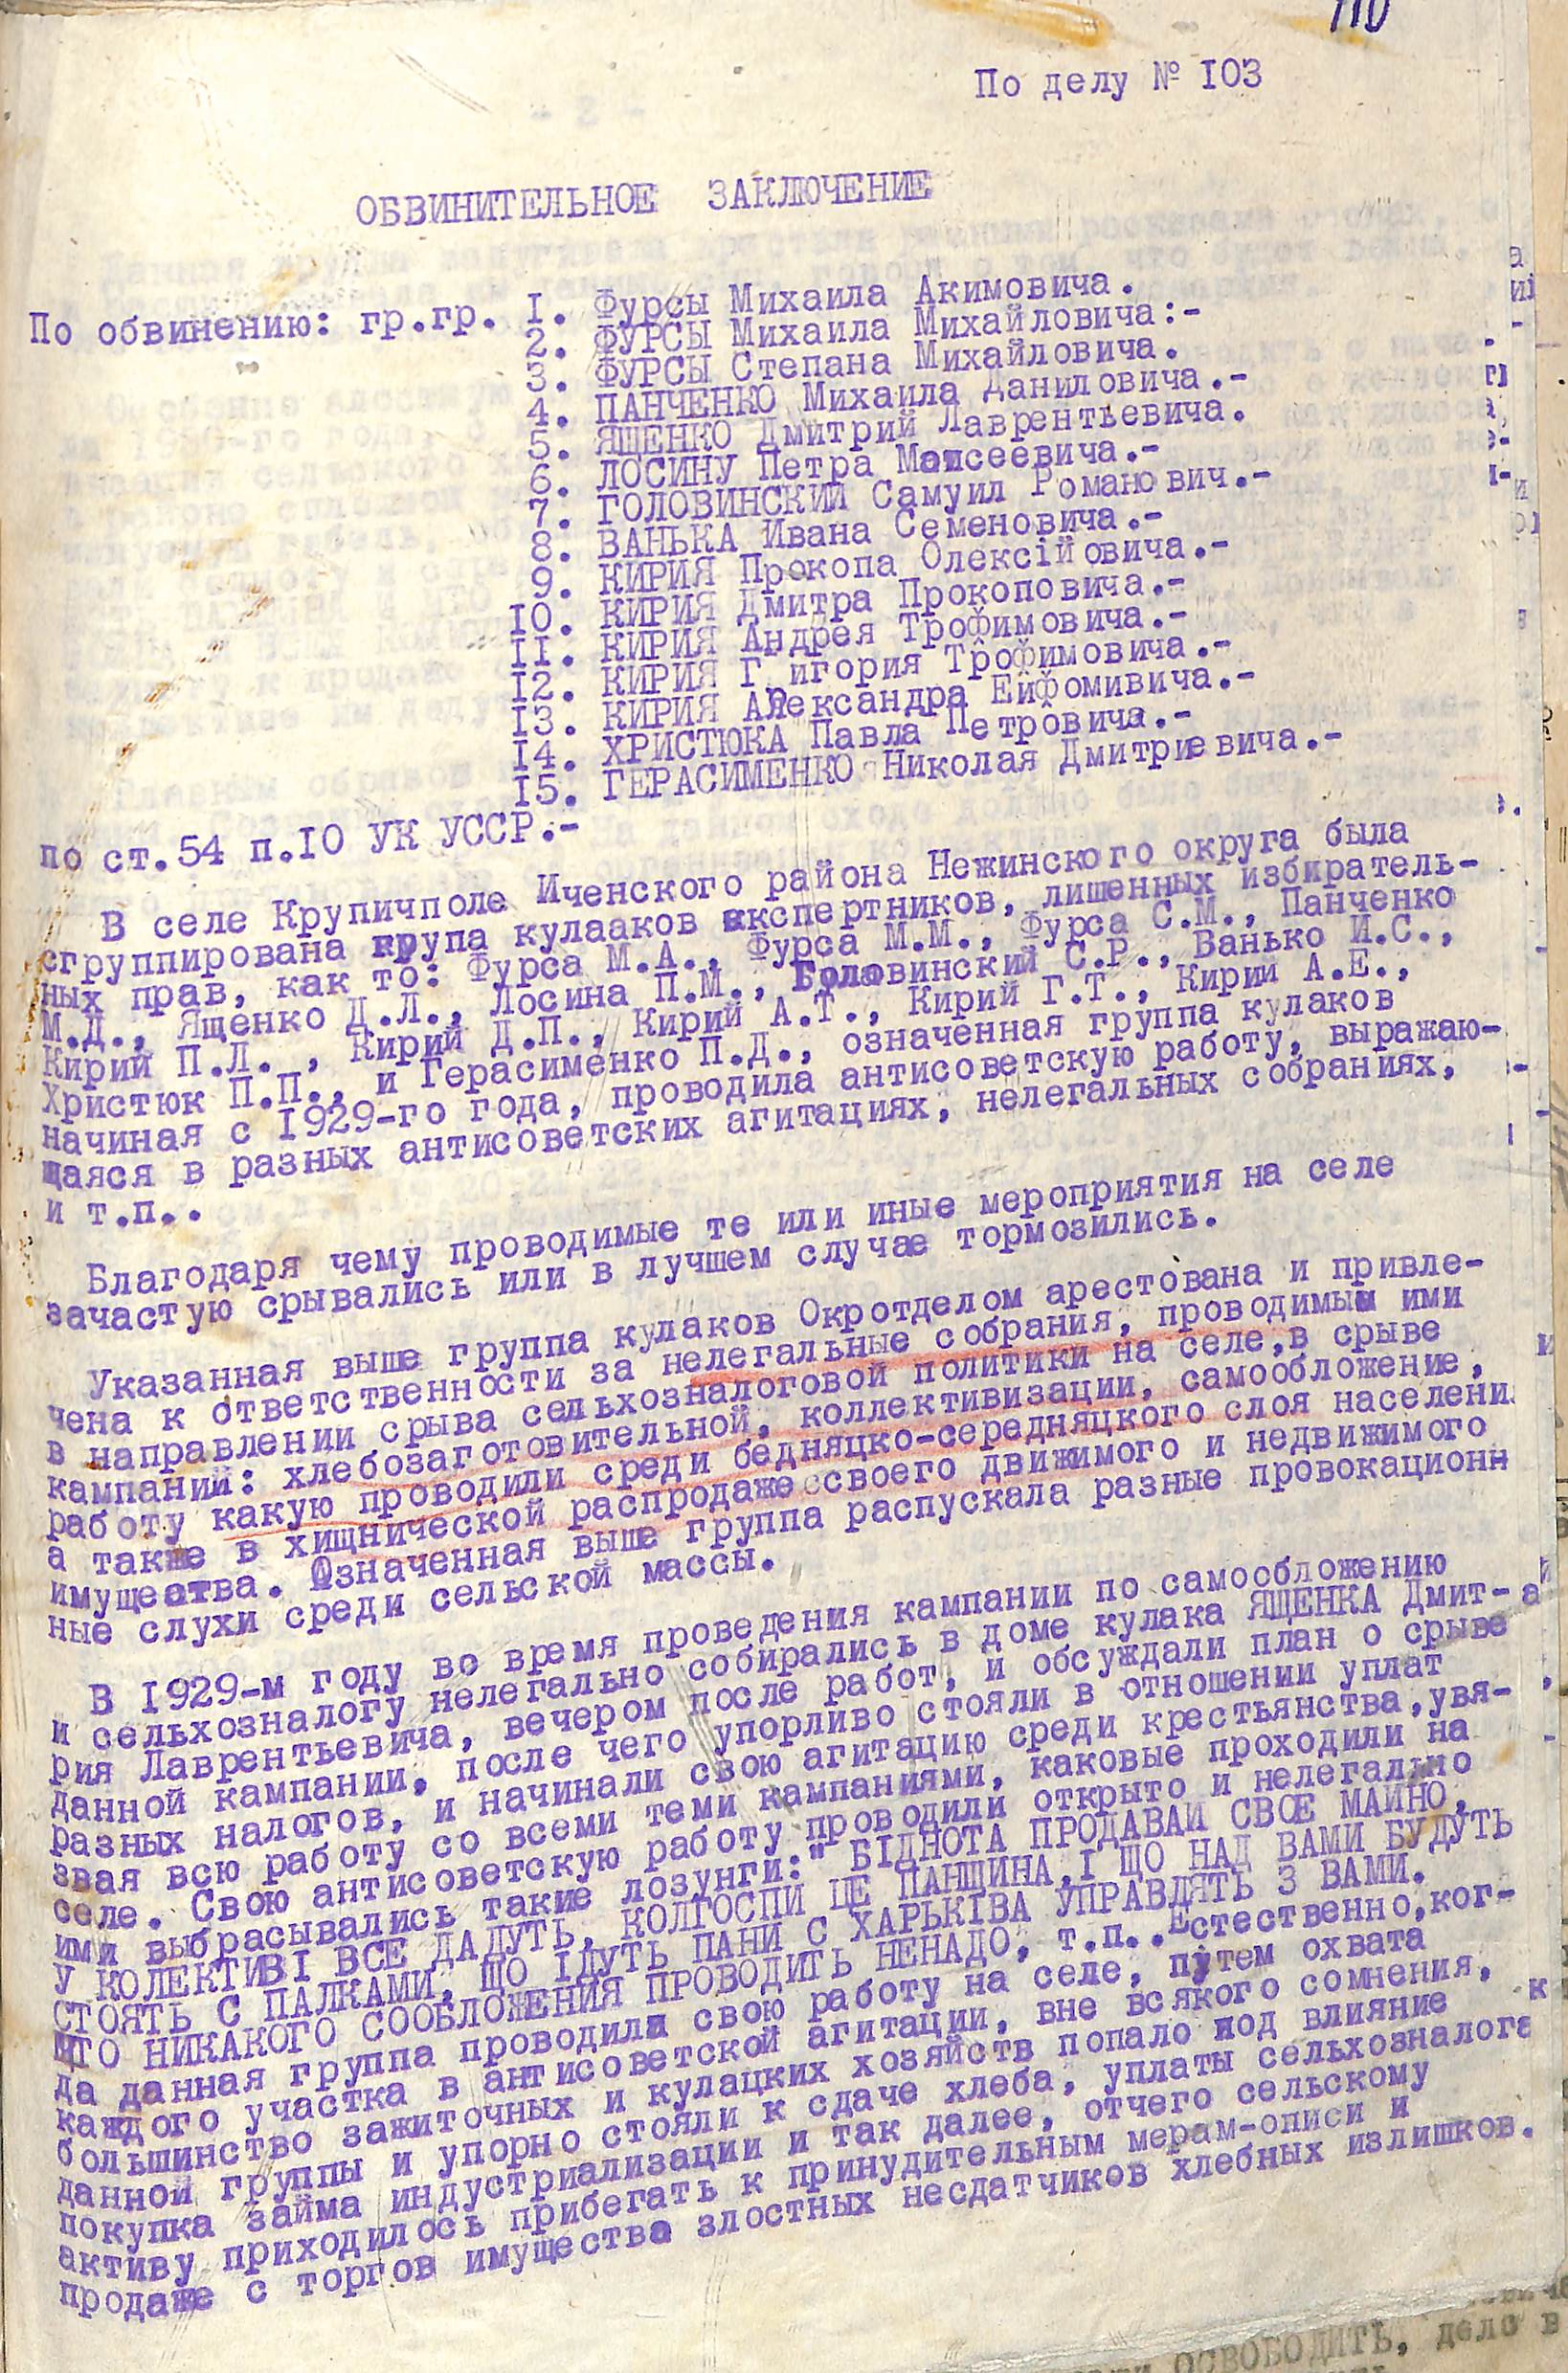 110
По делу № 103
ОБВИНИТЕЛЬНОЕ ЗАКЛЮЧЕНИЕ
По обвинению: гр.гр. I. Фурсы Михаила Акимовича.
2. ФУРСЫ Михаила Михайловича:-
3. ФУРСЫ Степана Михайловича.
4. ПАНЧЕНКО Михаила Даниловича.-
5. ЯЩЕНКО Дмитрий Лаврентьевича.
6. ЛОСИНУ Петра Моисеевича.-
7. ГОЛОВИНСКИЙ Самуил Романович.-
8. ВАНЬКА Ивана Семеновича.-
9. КИРИЯ Прокопа Олексійовича.-
10. КИРИЯ Дмитра Прокоповича.-
11. КИРИЯ Андрея Трофимовича.-
12. КИРИЯ Г игория Трофимовича.-
13. КИРИЯ Александра Ейфомивича.-
14. ХРИСТЮКА Павла Петровича.-
15. ГЕРАСИМЕНКО Николая Дмитриевича.-
по ст.54 п.10 УК УССР.-
В селе Крупичполе Иченского района Нежинского округа была
сгруппирована група кулааков экспертников, лишенных избиратель-
ных прав, как то: Фурса М.А., Фурса М.М., Фурса С.М., Панченко
М.Д., Ященко Д.Л., Лосина П.М., Головинский С.Р., Ванько И.С.,
Кирий П.Л. , Кирий Д.П., Кирий А.Т., Кирий Г.Т., Кирий А.Е.,
Христюк П.П., и Герасименко П.Д., означенная группа кулаков
начиная с 1929-го года, проводила антисоветскую работу, выражаю-
щаяся в разных антисоветских агитациях, нелегальных собраниях,
и т.п..
Благодаря чему проводимые те или иные мероприятия на селе
зачастую срывались или в лучшем случае тормозились.
Указанная выше группа кулаков Окротделом арестована и привле-
чена к ответственности за нелегальные собрания, проводимым ими
в направлении срыва сельхозналоговой политики на селе,в срыве
кампаний: хлебозаготовительной, коллективизации, самообложение,
работу какую проводили среди бедняцко-середняцкого слоя населени
а также в хищнической распродаже своего движимого и недвижимого
имущества. Означенная выше группа распускала разные провокационн
ные слухи среди сельской массы.
В 1929-м году во время проведения кампании по самообложению
и сельхозналогу нелегально собирались в доме кулака ЯЩЕНКА Дмит-
рия Лаврентьевича, вечером после работ, и обсуждали план о срыве
данной кампании, после чего упорливо стояли в отношении уплат
разных налогов, и начинали свою агитацию среди крестьянства,увя-
звая всю работу со всеми теми кампаниями, каковые проходили на
селе. Свою антисоветскую работу проводили открыто и нелегально
ими выбрасывались такие лозунги:" БІДНОТА ПРОДАВАЙ СВОЕ МАЙНО,
У КОЛЕКТИВІ ВСЕ ДАДУТЬ, КОЛГОСПИ ЦЕ ПАНЩИНА,І ЩО НАД ВАМИ БУДУТЬ
СТОЯТЬ С ПАЛКАМИ, ЩО ІДУТЬ ПАНИ С ХАРЬКІВА УПРАВЛЯТЬ З ВАМИ.
ЩТО НИКАКОГО СООБЛОЖЕНИЯ ПРОВОДИТЬ НЕНАДО, т.п..Естественно,ког-
да данная группа проводила свою работу на селе, путем охвата
каждого участка в антисоветской агитации, вне всякого сомнения,
большинство зажиточных и кулацких хозяйств попало под влияние
данной группы и упорно стояли к сдаче хлеба, уплаты сельхозналога
покупка займа индустриализации и так далее, отчего сельскому
активу приходилось прибегать к принудительным мерам-описи и
продаже с торгов имущества злостных несдатчиков хлебных излишков.
ОСВОБОДИТЬ, дело в